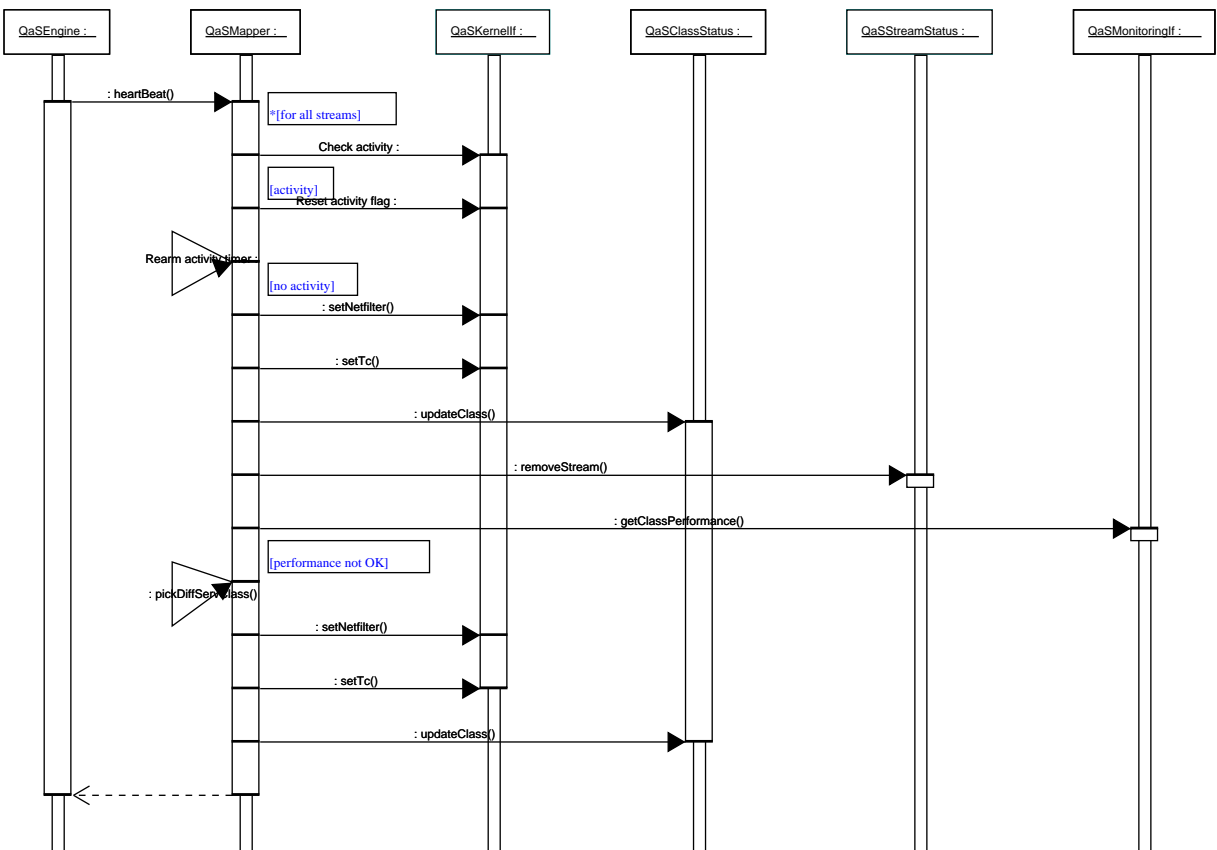 QaSEngine :
QaSMapper :
QaSKernelIf :
QaSClassStatus :
QaSStreamStatus :
QaSMonitoringIf :
: heartBeat()
*[for all streams]
Check activity :
[activity]
Reset activity flag :
Rearm activity timer :
[no activity]
: setNetfilter()
: setTc()
: updateClass()
: removeStream()
: getClassPerformance()
[performance not OK]
: pickDiffServClass()
: setNetfilter()
: setTc()
: updateClass()